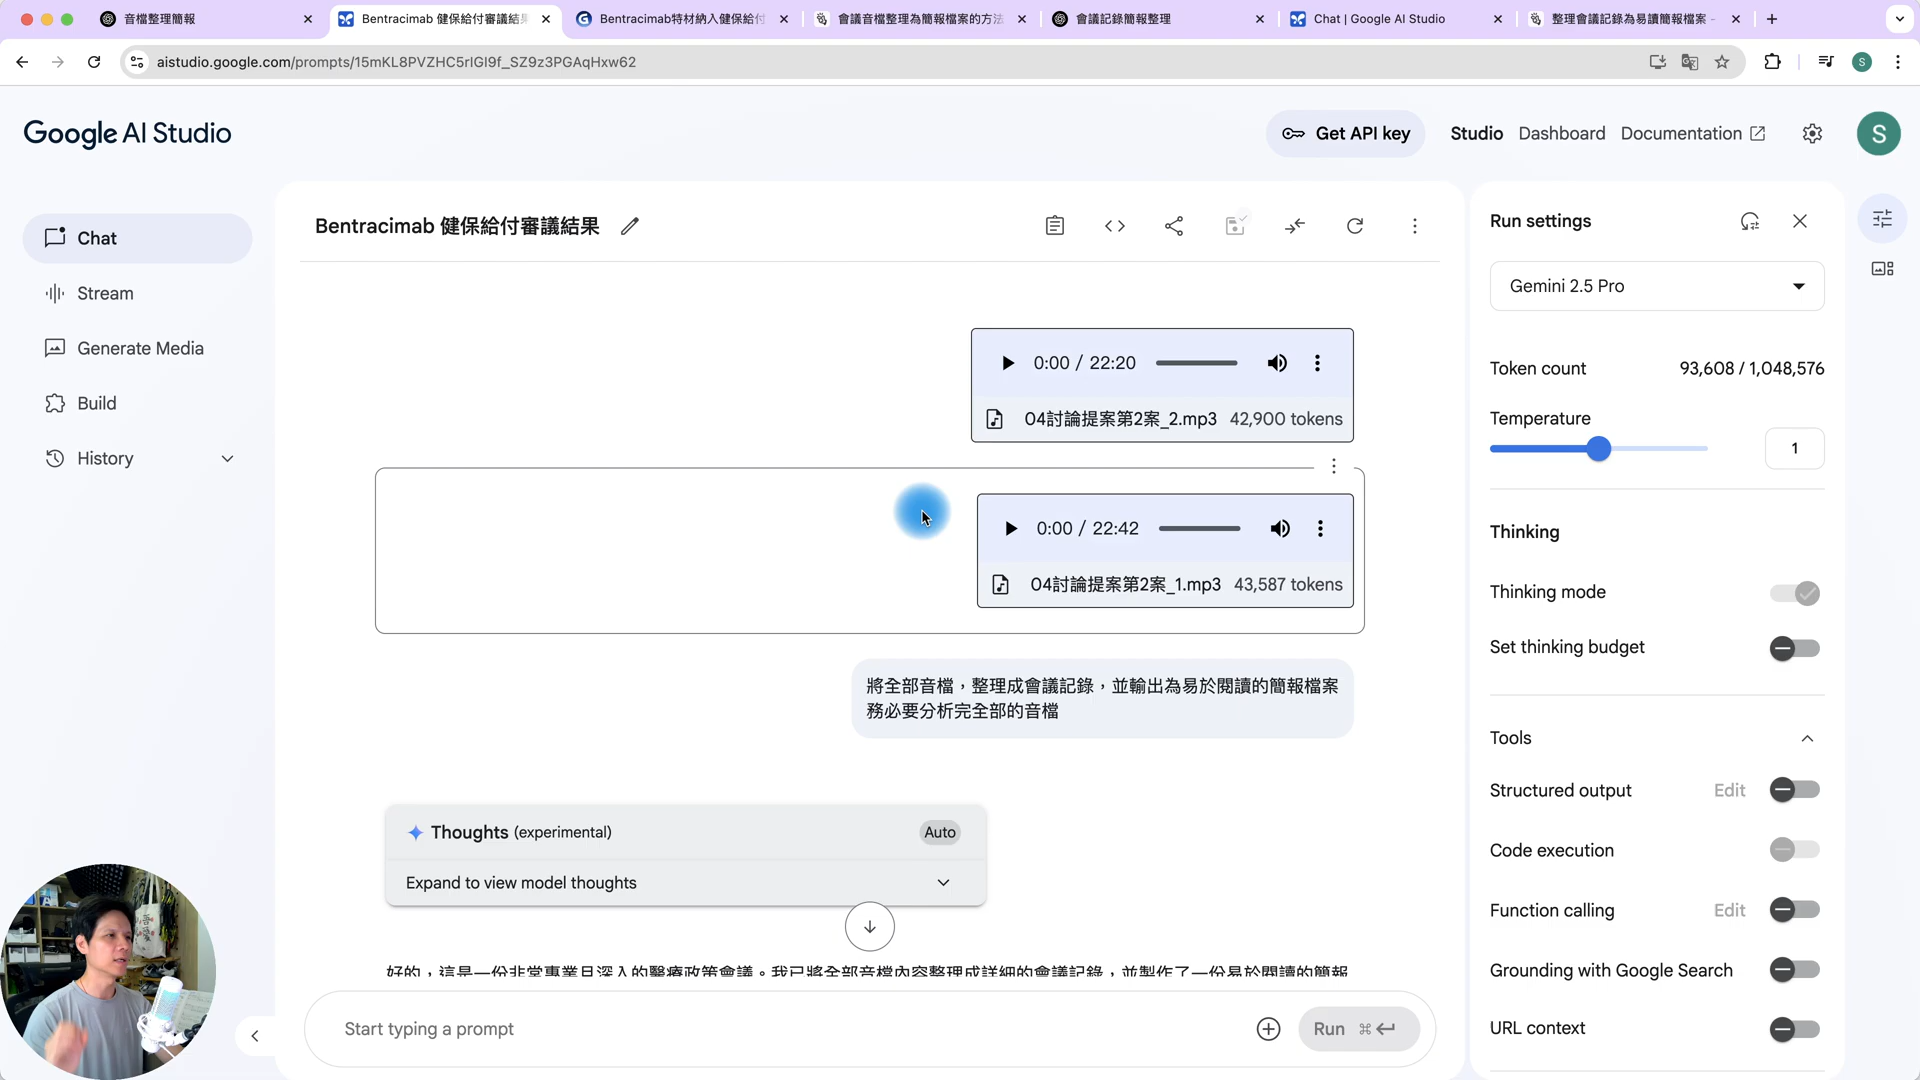 音檔整理簡報
Bentracimab 健保給付審議結果
Bentracimab特材納入健保給付
會議音檔整理為簡報檔案的方法
會議記錄簡報整理
Chat | Google AI Studio
整理會議記錄為易讀簡報檔案 -
aistudio.google.com/prompts/15mKL8PVZHC5rlGl9f_SZ9z3PGAqHxw62
S
Google AI Studio
Get API key
Studio
Dashboard
Documentation
S
Chat
Stream
Generate Media
Build
History
Bentracimab 健保給付審議結果
0:00 / 22:20
04討論提案第2案_2.mp3 42,900 tokens
0:00 / 22:42
04討論提案第2案_1.mp3 43,587 tokens
將全部音檔，整理成會議記錄，並輸出為易於閱讀的簡報檔案
務必要分析完全部的音檔
Thoughts (experimental)
Auto
Expand to view model thoughts
好的，這是一份非常專業且深入的醫療政策會議。我已將全部音檔內容整理成詳細的會議記錄，並製作了一份易於閱讀的簡報
Start typing a prompt
Run ⌘
Run settings
Gemini 2.5 Pro
Token count 93,608 / 1,048,576
Temperature
1
Thinking
Thinking mode
Set thinking budget
Tools
Structured output Edit
Code execution
Function calling Edit
Grounding with Google Search
URL context